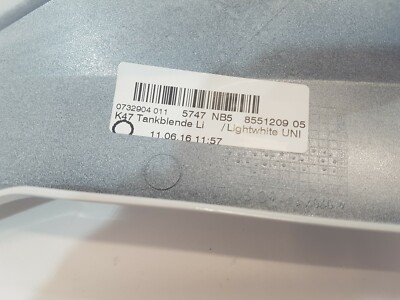 0732904 011 5747 NB5 8551209 05
K47 Tankblende Li /Lightwhite UNI
11.06.16 11:57